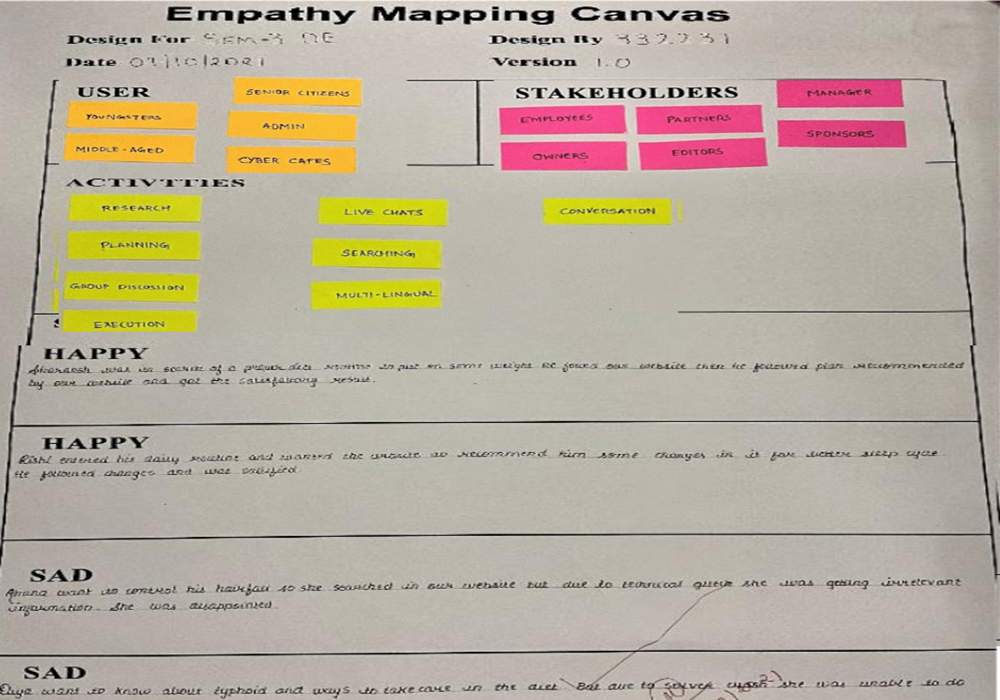 Empathy Mapping Canvas
Design For SEM-5 DE
Design By 332231
Date 07/10/2021
Version 1.0
USER
SENIOR CITIZENS
YOUNGSTERS
ADMIN
MIDDLE-AGED
CYBER CAFES
STAKEHOLDERS
MANAGER
EMPLOYEES
PARTNERS
SPONSORS
OWNERS
EDITORS
ACTIVITIES
RESEARCH
LIVE CHATS
CONVERSATION
PLANNING
SEARCHING
GROUP DISCUSSION
MULTI-LINGUAL
EXECUTION
HAPPY
was in search of a proper diet routine to put on some weight he found our website then he followed plan recommended
by our website and got the satisfactory result.
HAPPY
Rishi entered his daily routine and wanted the website to recommend him some changes in it for better sleep cycle.
He followed changes and was satisfied.
SAD
want to control his hairfall so she searched in our website but due to technical she was getting irrelevant
information. She was disappointed.
SAD
want to know about typhoid and ways to take care in the diet But due to server crash she was unable to do